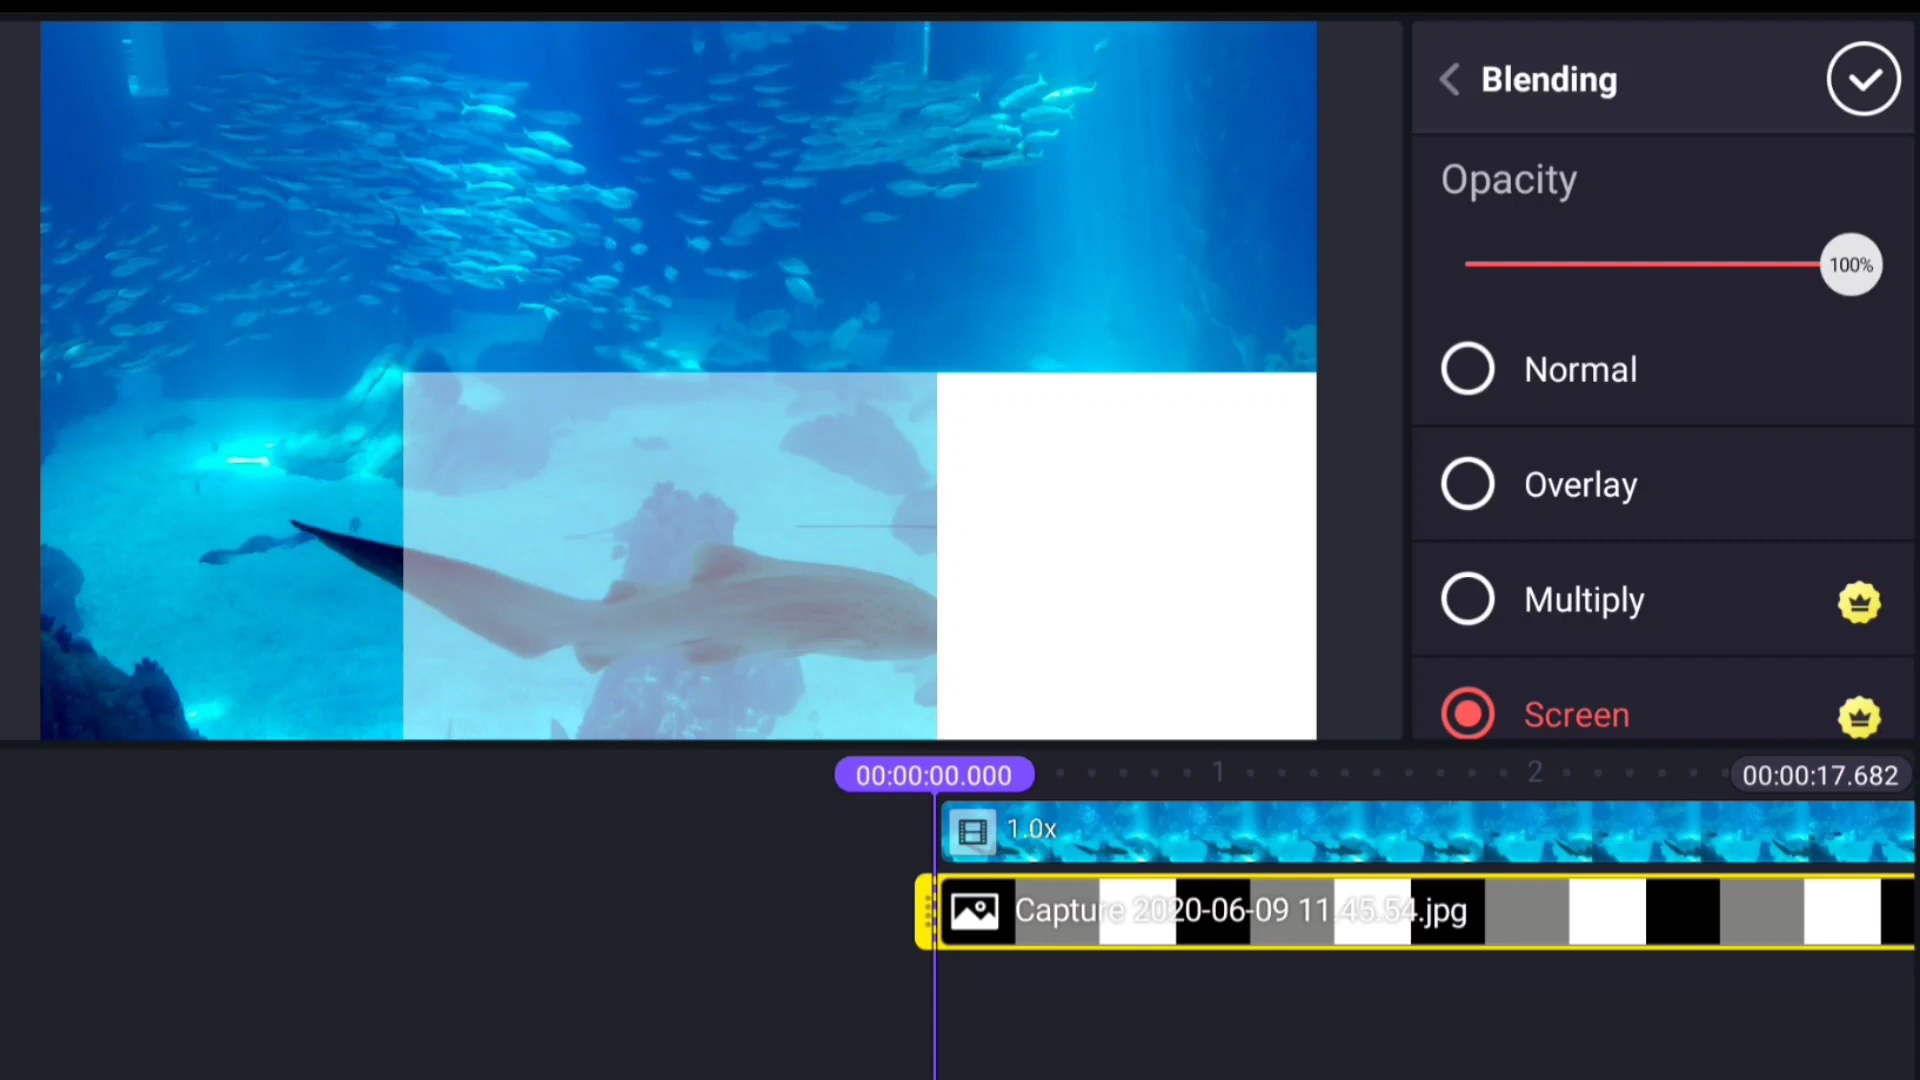 Blending
Opacity
100%
Normal
Overlay
Multiply
Screen
00:00:00.000
1
2
00:00:17.682
1.0x
Capture 2020-06-09 11.45.54.jpg